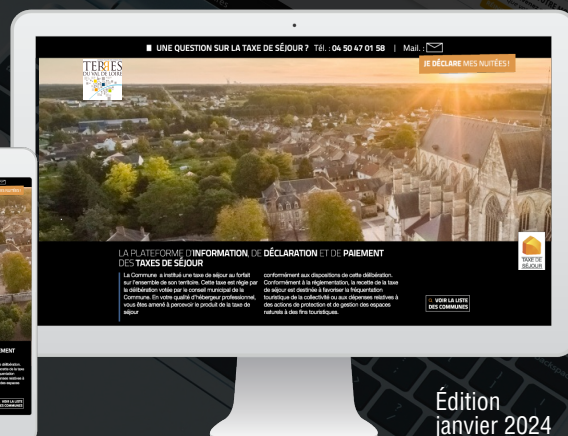 UNE QUESTION SUR LA TAXE DE SÉJOUR ? Tél. : 04 50 47 01 58 | Mail. :
JE DÉCLARE MES NUITÉES !
TERRES
DU VAL DE LOIRE
LA PLATEFORME D'INFORMATION, DE DÉCLARATION ET DE PAIEMENT
DES TAXES DE SÉJOUR
La Commune a institué une taxe de séjour au forfait
sur l'ensemble de son territoire. Cette taxe est régie par
la délibération votée par le conseil municipal de la
Commune. En votre qualité d'hébergeur professionnel,
vous êtes amené à percevoir le produit de la taxe
séjour
conformément aux dispositions de cette délibération.
Conformément à la réglementation, la recette de la taxe
de séjour est destinée à favoriser la fréquentation
touristique de la collectivité ou aux dépenses relatives à
des actions de protection et de gestion des espaces
naturels à des fins touristiques.
TAXE DE
SÉJOUR
VOIR LA LISTE
DES COMMUNES
Édition
janvier 2024